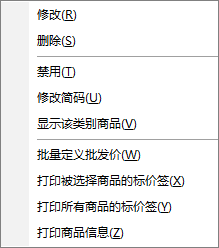 修改(R)
删除(S)
禁用(T)
修改简码(U)
显示该类别商品(V)
批量定义批发价(W)
打印被选择商品的标价签(X)
打印所有商品的标价签(Y)
打印商品信息(Z)